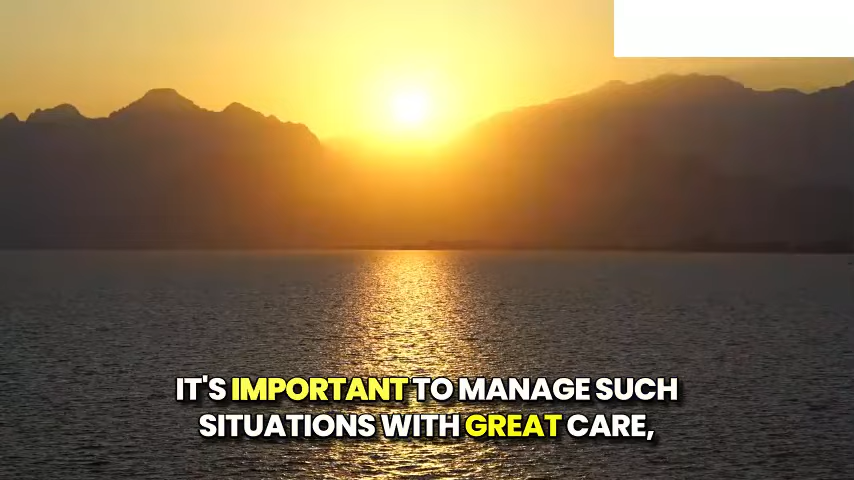 IT'S IMPORTANT TO MANAGE SUCH
SITUATIONS WITH GREAT CARE,